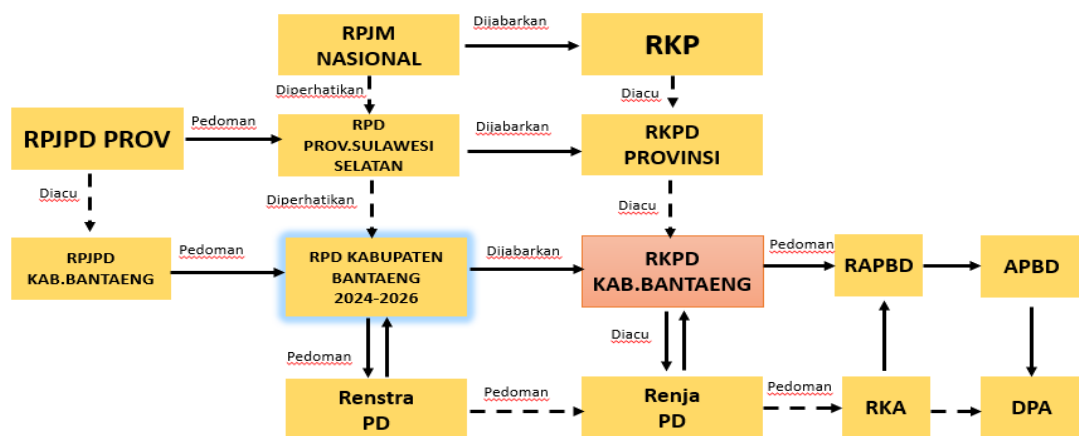 RPJM
NASIONAL
Dijabarkan
RKP
Diperhatikan
Diacu
RPJPD PROV
Pedoman
RPD
PROV.SULAWESI
SELATAN
Dijabarkan
RKPD
PROVINSI
Diacu
Diperhatikan
Diacu
RPJPD
KAB.BANTAENG
Pedoman
RPD KABUPATEN
BANTAENG
2024-2026
Dijabarkan
RKPD
KAB.BANTAENG
Pedoman
RAPBD
APBD
Pedoman
Diacu
Renstra
PD
Pedoman
Renja
PD
Pedoman
RKA
DPA